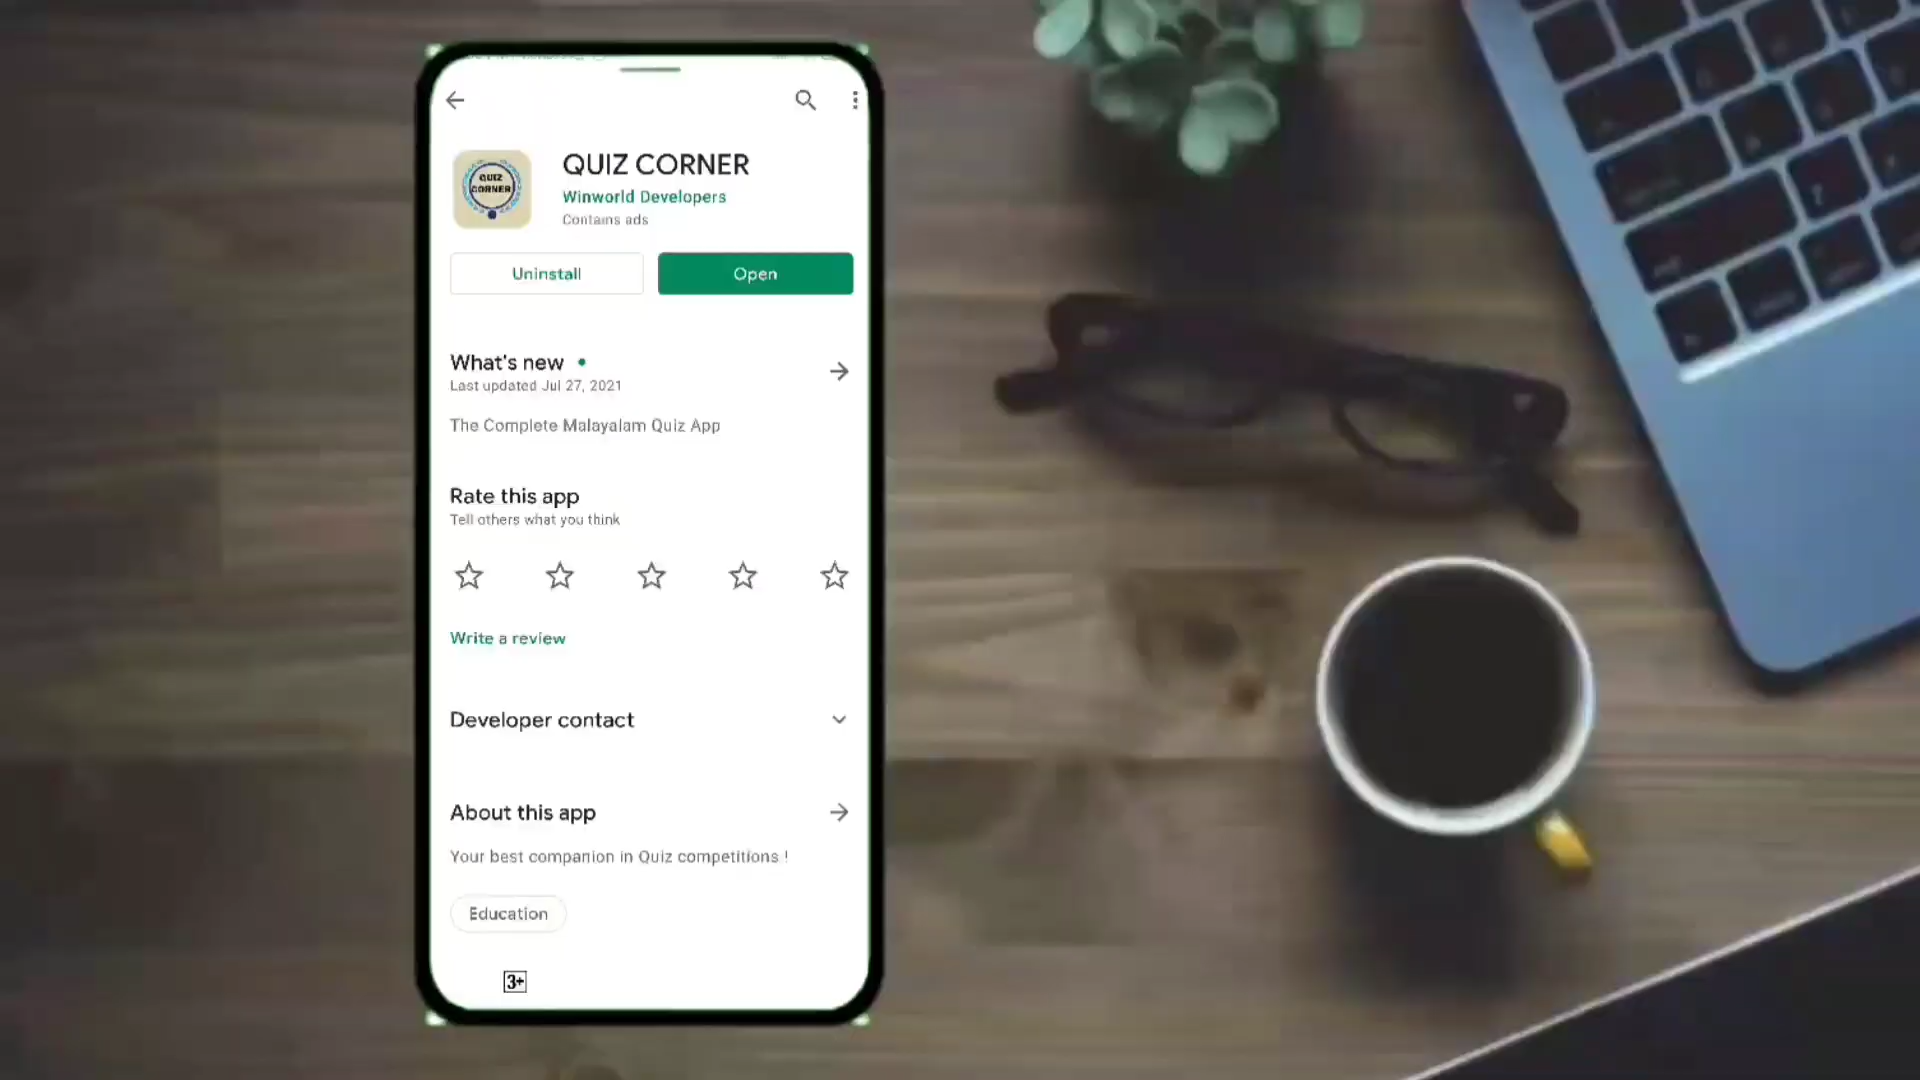 QUIZ CORNER
Winworld Developers
Contains ads
QUIZ
CORNER
Uninstall
Open
What's new
Last updated Jul 27, 2021
The Complete Malayalam Quiz App
Rate this app
Tell others what you think
Write a review
Developer contact
About this app
Your best companion in Quiz competitions !
Education
3+